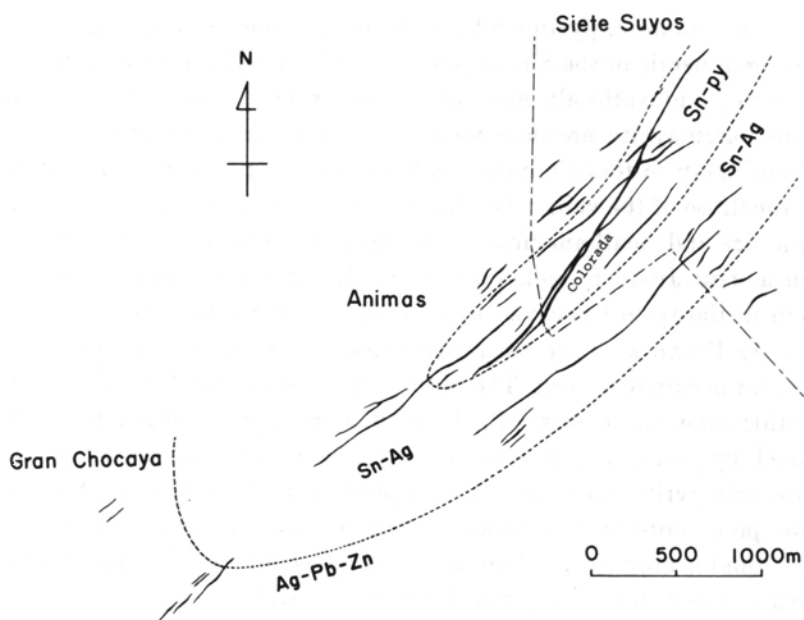 Siete Suyos
N
Sn-py
Sn-Ag
Colorada
Animas
Gran Chocaya
Sn-Ag
Ag-Pb-Zn
0 500 1000m